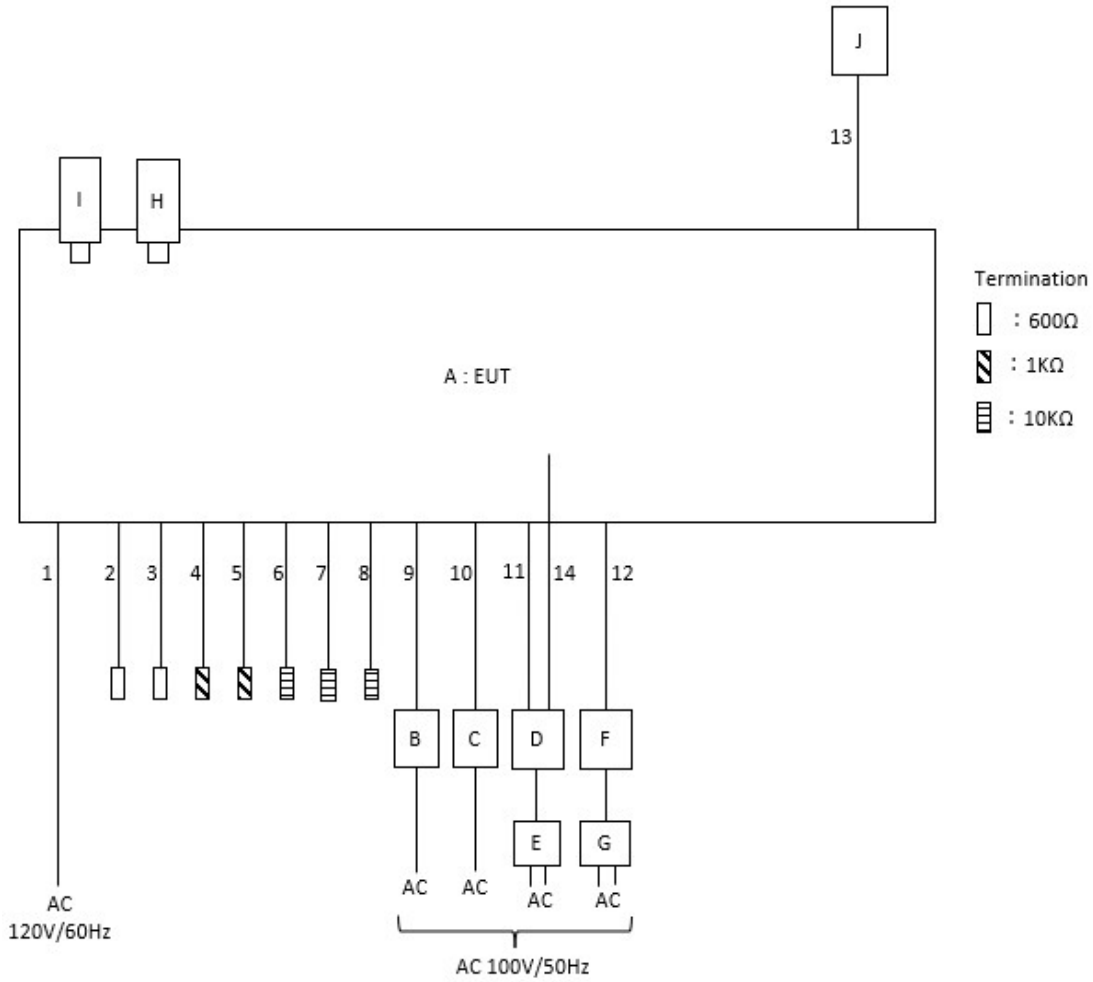 J
13
I
H
Termination
: 600Ω
: 1KΩ
: 10KΩ
A : EUT
1
2
3
4
5
6
7
8
9
10
11
14
12
B
C
D
F
E
G
AC
120V/60Hz
AC
AC
AC
AC
AC 100V/50Hz